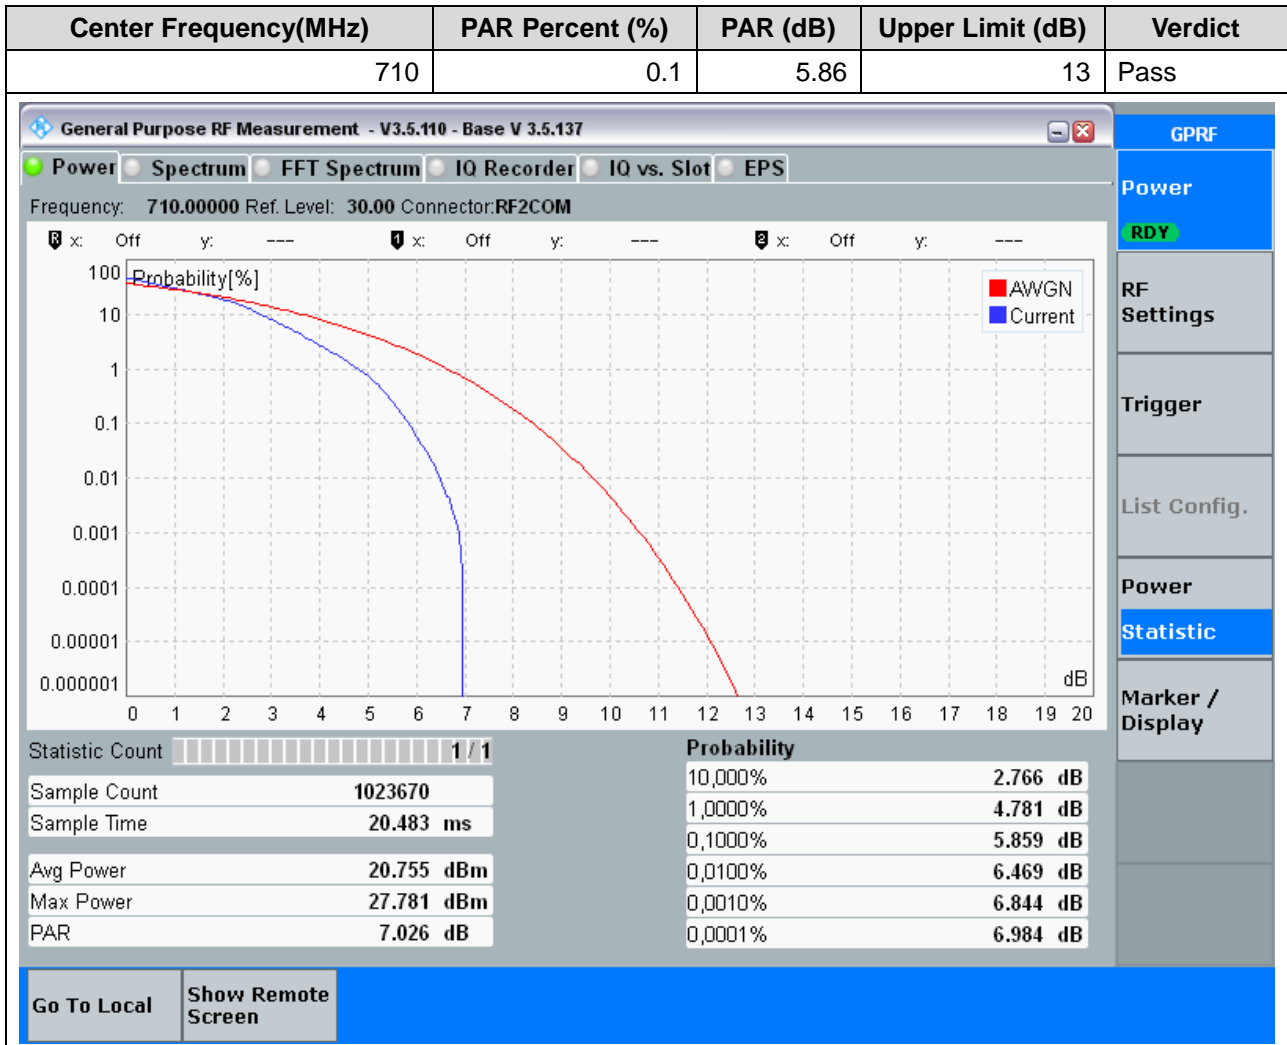 Center Frequency(MHz) PAR Percent (%) PAR (dB) Upper Limit (dB) Verdict
710 0.1 5.86 13 Pass
General Purpose RF Measurement - V3.5.110 - Base V 3.5.137
GPRF
Power Spectrum FFT Spectrum IQ Recorder IQ vs. Slot EPS
Frequency: 710.00000 Ref. Level: 30.00 Connector:RF2COM
R x: Off y: --- 1 x: Off y: --- 2 x: Off y: ---
Probability[%]
AWGN
Current
100
10
1
0.1
0.01
0.001
0.0001
0.00001
0.000001
dB
0 1 2 3 4 5 6 7 8 9 10 11 12 13 14 15 16 17 18 19 20
Statistic Count 1 / 1
Sample Count 1023670
Sample Time 20.483 ms
Avg Power 20.755 dBm
Max Power 27.781 dBm
PAR 7.026 dB
Probability
10,000% 2.766 dB
1,0000% 4.781 dB
0,1000% 5.859 dB
0,0100% 6.469 dB
0,0010% 6.844 dB
0,0001% 6.984 dB
Power
RDY
RF
Settings
Trigger
List Config.
Power
Statistic
Marker /
Display
Go To Local
Show Remote
Screen